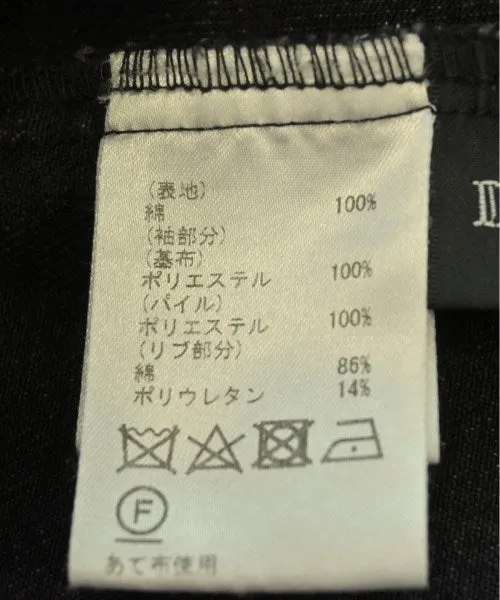 (表地)
綿 100%
(袖部分)
(基布)
ポリエステル 100%
(パイル)
ポリエステル 100%
(リブ部分)
綿 86%
ポリウレタン 14%
F
あて布使用